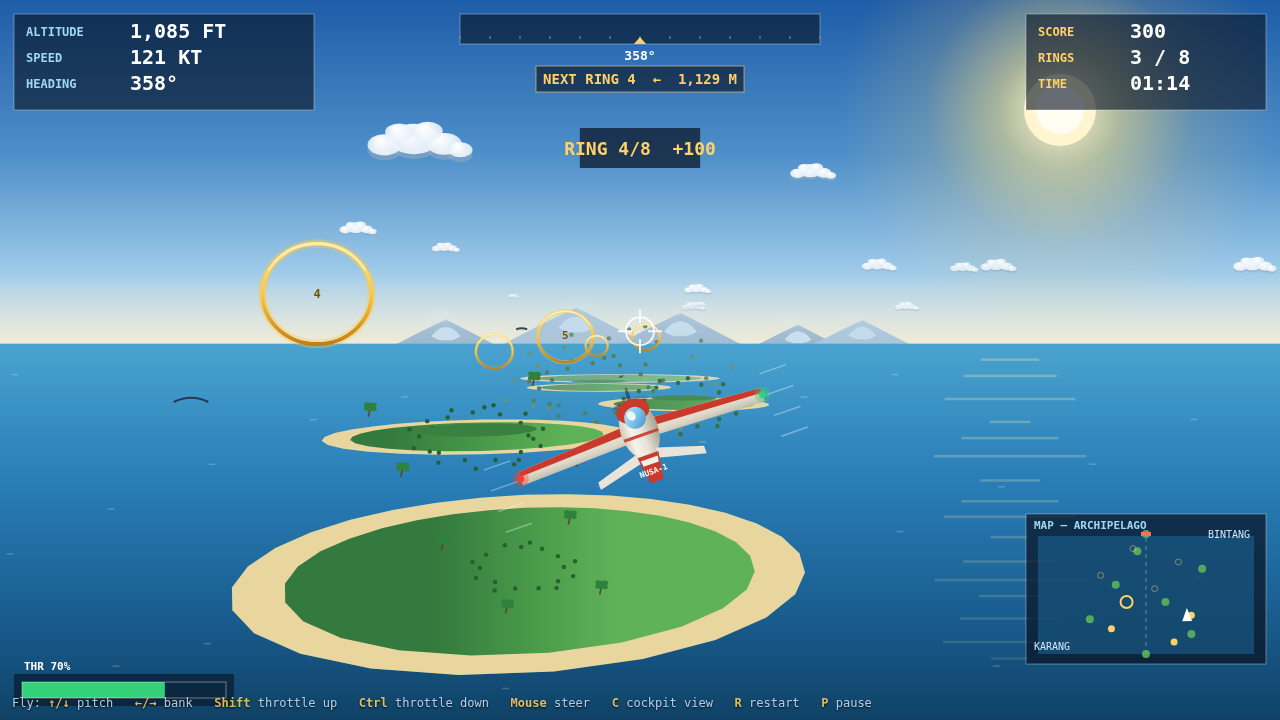 ALTITUDE 1,085 FT
SPEED 121 KT
HEADING 358°
358°
NEXT RING 4 ← 1,129 M
SCORE 300
RINGS 3 / 8
TIME 01:14
RING 4/8 +100
4
5
NUSA-1
MAP — ARCHIPELAGO
BINTANG
KARANG
THR 70%
Fly: ↑/↓ pitch ←/→ bank Shift throttle up Ctrl throttle down Mouse steer C cockpit view R restart P pause